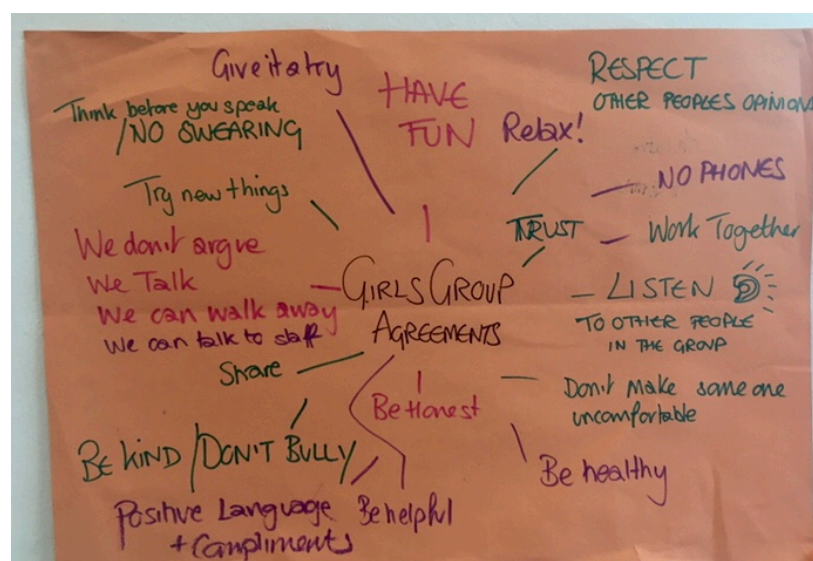 Give it a try
HAVE
FUN
Relax!
RESPECT
OTHER PEOPLES OPINIONS
Think before you speak
/NO SWEARING
NO PHONES
Try new things
TRUST
Work Together
We don't argue
We Talk
We can walk away
We can talk to staff
GIRLS GROUP
AGREEMENTS
LISTEN
TO OTHER PEOPLE
IN THE GROUP
Share
Be Honest
Don't make some one
uncomfortable
BE KIND / DON'T BULLY
Be healthy
Positive Language
+ Compliments
Be helpful